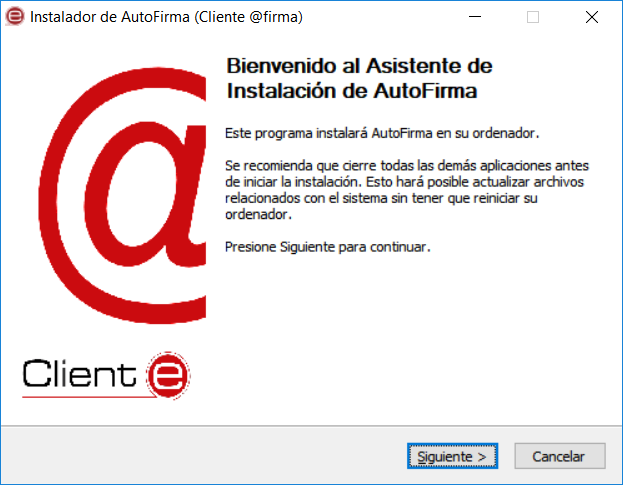 Instalador de AutoFirma (Cliente @firma)
Bienvenido al Asistente de
Instalación de AutoFirma
Este programa instalará AutoFirma en su ordenador.
Se recomienda que cierre todas las demás aplicaciones antes
de iniciar la instalación. Esto hará posible actualizar archivos
relacionados con el sistema sin tener que reiniciar su
ordenador.
Presione Siguiente para continuar.
@
Client e
Siguiente >
Cancelar